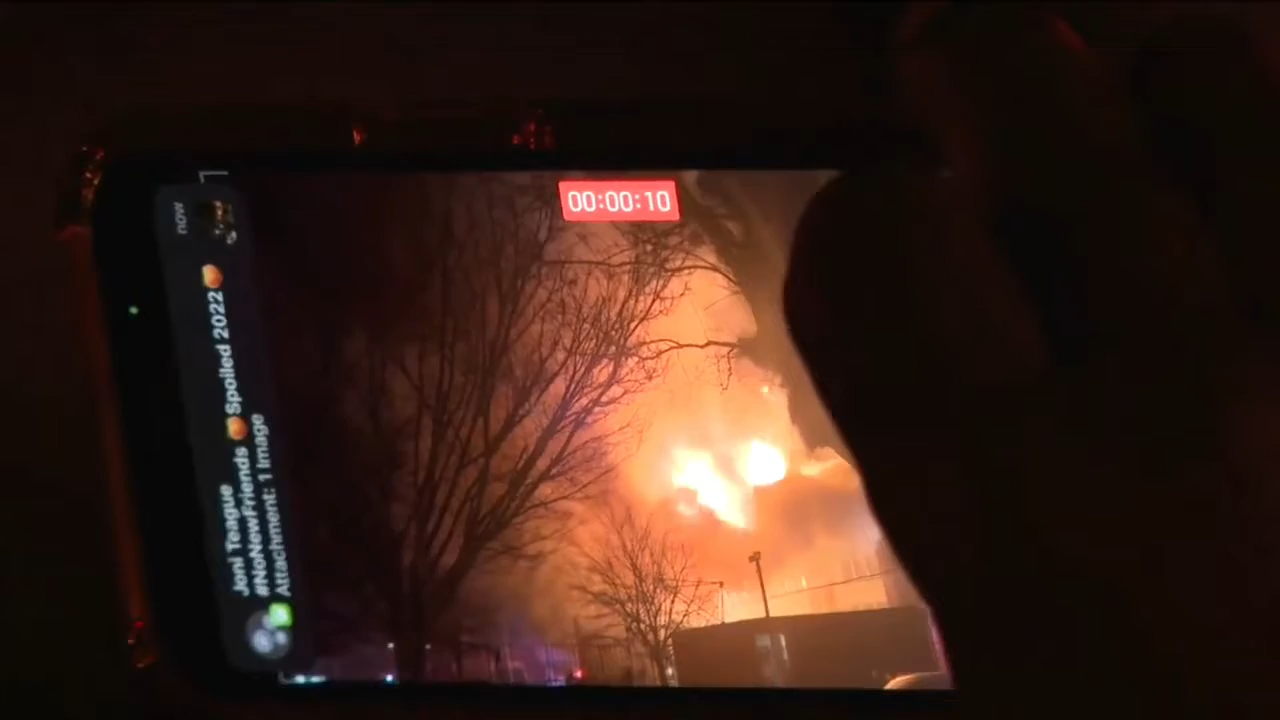 00:00:10
now
Joni Teague
#NoNewFriends 🍑Spoiled 2022🍑
Attachment: 1 Image